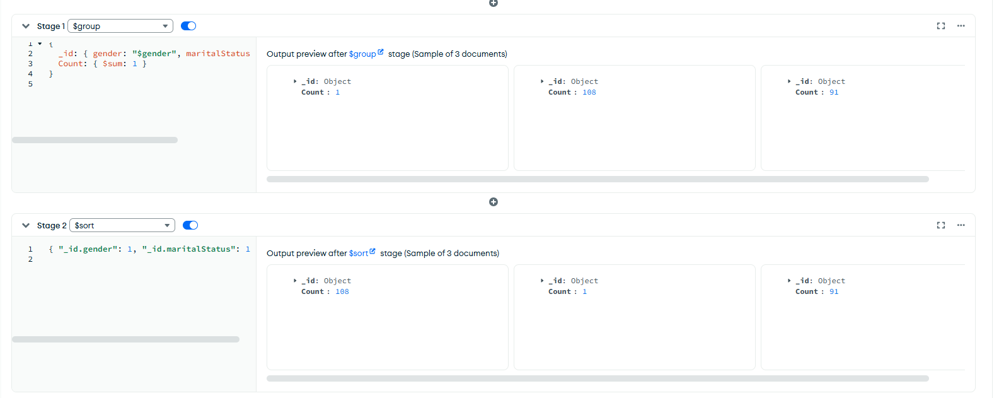 Stage 1 $group
1 {
2 _id: { gender: "$gender", maritalStatus
3 Count: { $sum: 1 }
4 }
5
Output preview after $group stage (Sample of 3 documents)
_id: Object
Count : 1
_id: Object
Count : 108
_id: Object
Count : 91
Stage 2 $sort
1 { "_id.gender": 1, "_id.maritalStatus": 1
2
Output preview after $sort stage (Sample of 3 documents)
_id: Object
Count : 108
_id: Object
Count : 1
_id: Object
Count : 91